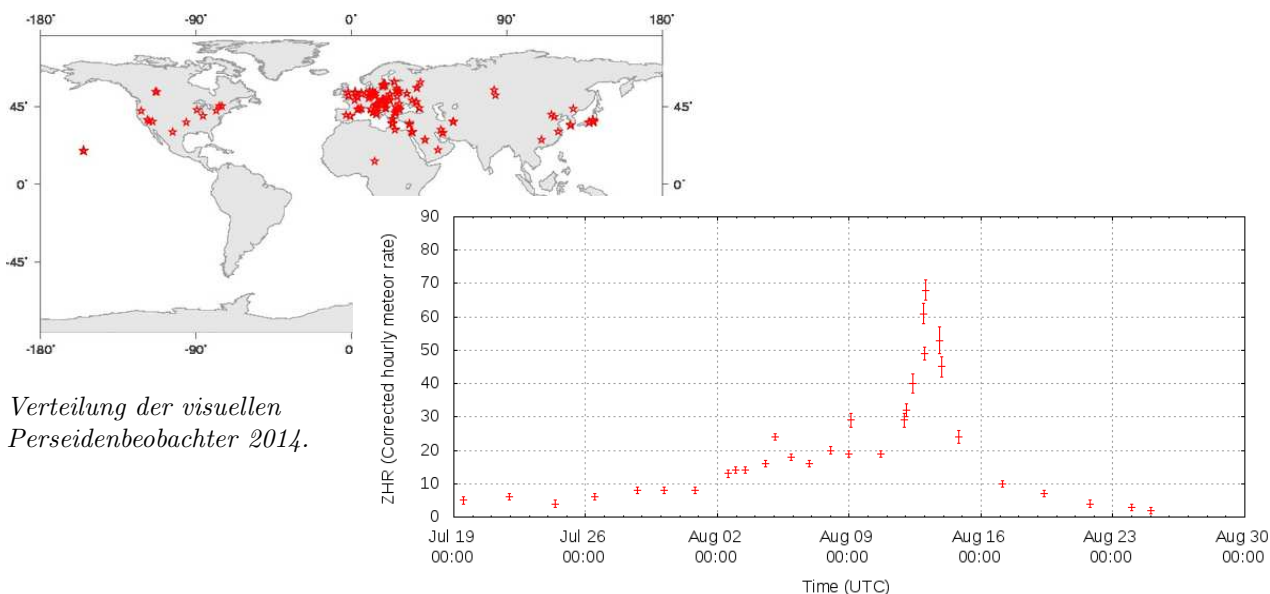 -180° -90° 0° 90° 180°
45° 45°
0° 0°
-45°
-180° -90° 0°
Verteilung der visuellen
Perseidenbeobachter 2014.
ZHR (Corrected hourly meteor rate)
90
80
70
60
50
40
30
20
10
0
Jul 19 Jul 26 Aug 02 Aug 09 Aug 16 Aug 23 Aug 30
00:00 00:00 00:00 00:00 00:00 00:00 00:00
Time (UTC)